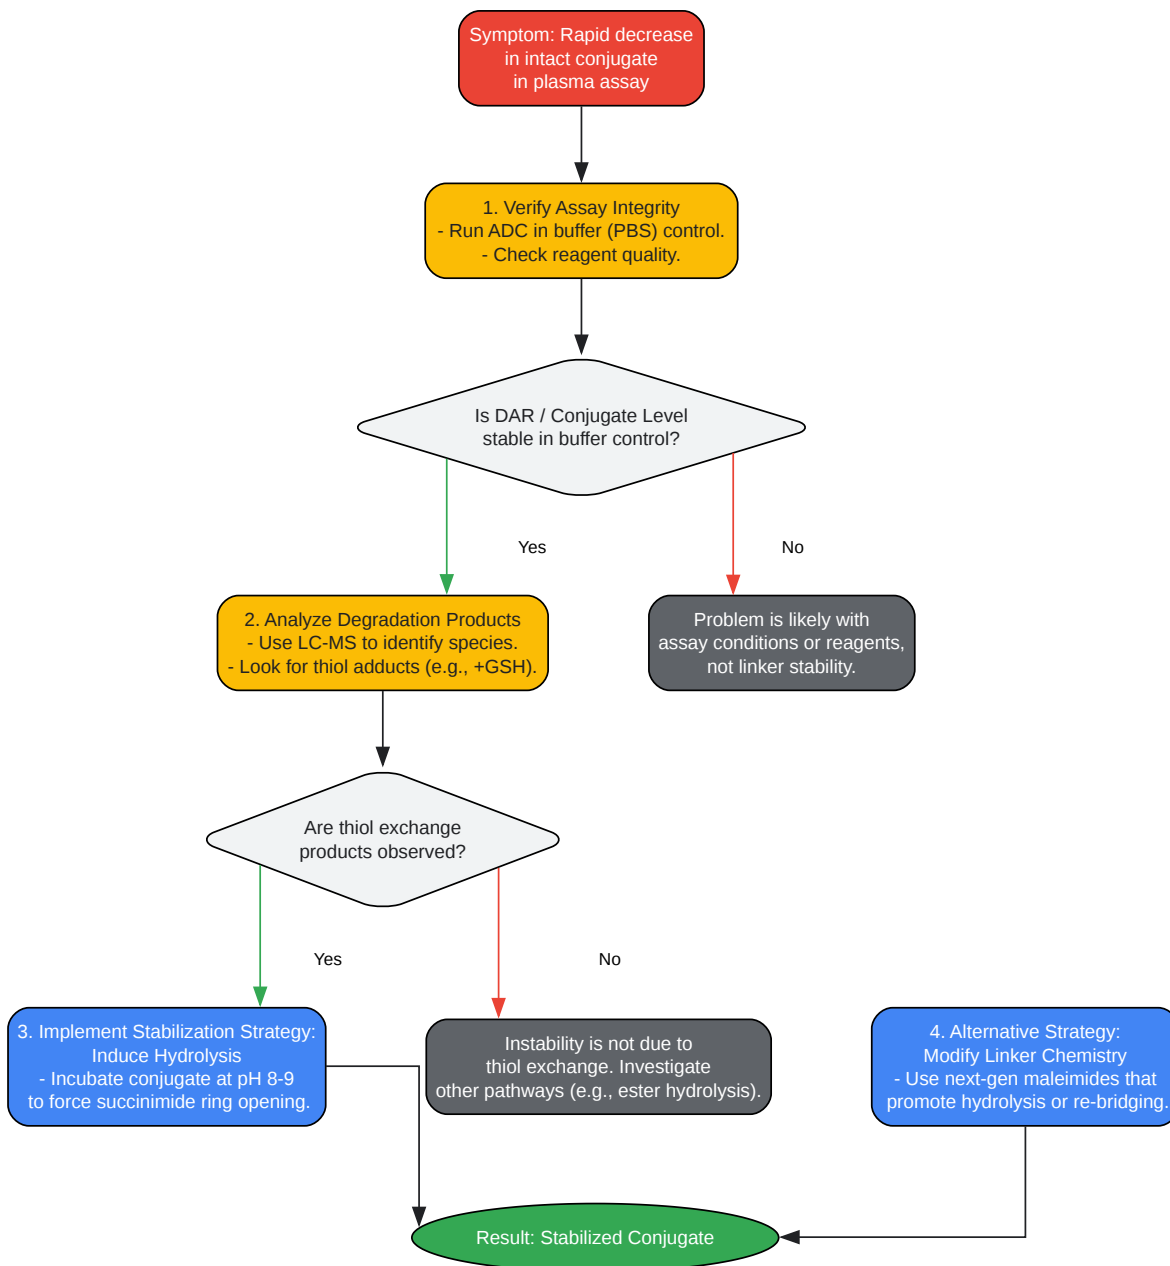 Symptom: Rapid decrease
in intact conjugate
in plasma assay
1. Verify Assay Integrity
- Run ADC in buffer (PBS) control.
- Check reagent quality.
Is DAR / Conjugate Level
stable in buffer control?
Yes
No
2. Analyze Degradation Products
- Use LC-MS to identify species.
- Look for thiol adducts (e.g., +GSH).
Problem is likely with
assay conditions or reagents,
not linker stability.
Are thiol exchange
products observed?
Yes
No
3. Implement Stabilization Strategy:
Induce Hydrolysis
- Incubate conjugate at pH 8-9
to force succinimide ring opening.
Instability is not due to
thiol exchange. Investigate
other pathways (e.g., ester hydrolysis).
4. Alternative Strategy:
Modify Linker Chemistry
- Use next-gen maleimides that
promote hydrolysis or re-bridging.
Result: Stabilized Conjugate